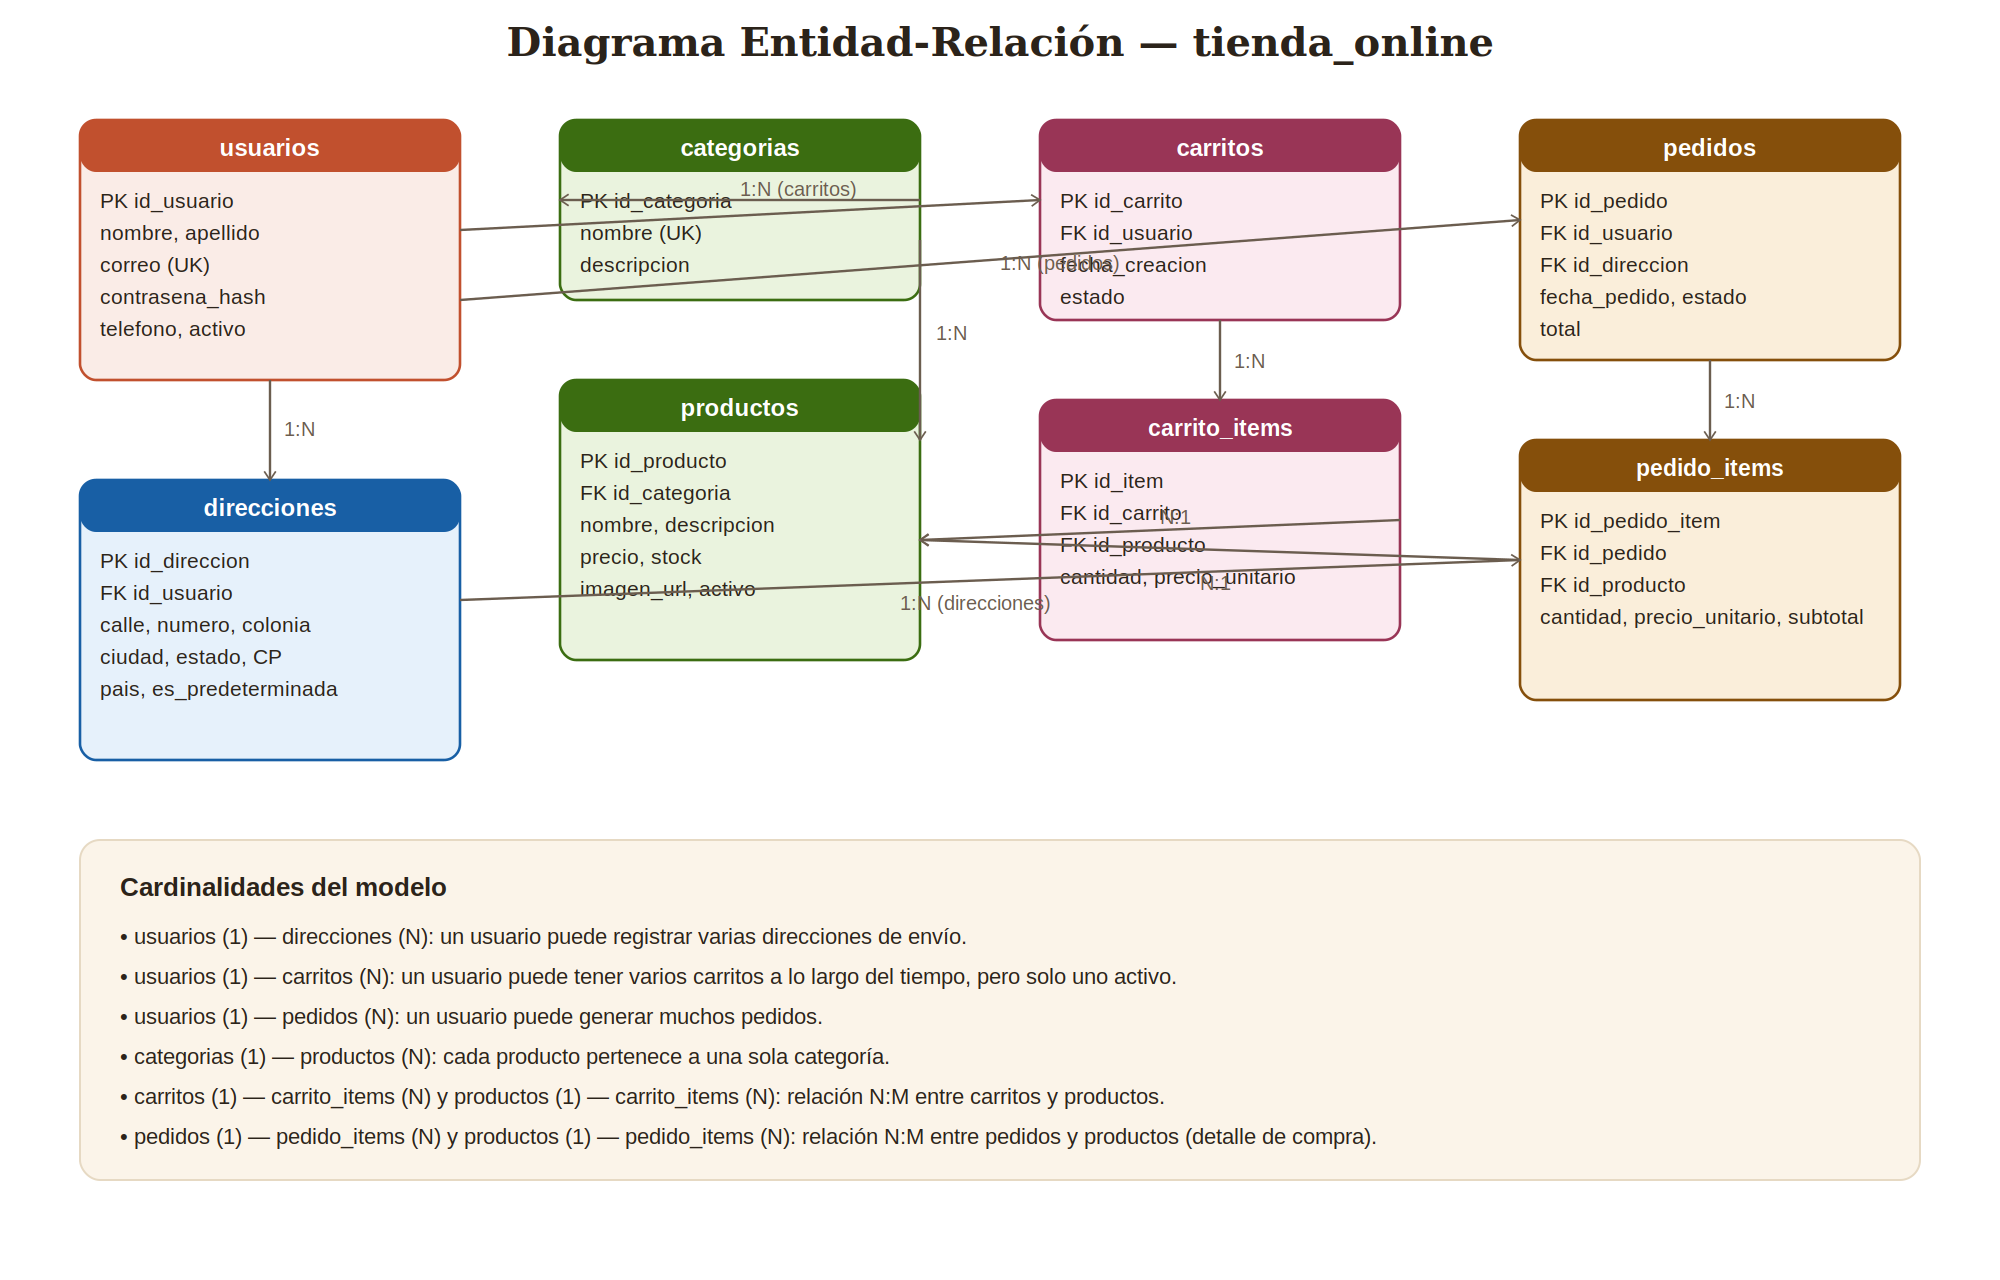 Diagrama Entidad-Relación — tienda_online
usuarios
PK id_usuario
nombre, apellido
correo (UK)
contrasena_hash
telefono, activo
1:N
direcciones
PK id_direccion
FK id_usuario
calle, numero, colonia
ciudad, estado, CP
pais, es_predeterminada
categorias
1:N (carritos)
PK id_categoria
nombre (UK)
descripcion
1:N
productos
PK id_producto
FK id_categoria
nombre, descripcion
precio, stock
imagen_url, activo
1:N (direcciones)
carritos
PK id_carrito
FK id_usuario
1:N (pedidos)
fecha_creacion
estado
1:N
carrito_items
PK id_item
FK id_carrito
N:1
FK id_producto
cantidad, precio_unitario
N:1
pedidos
PK id_pedido
FK id_usuario
FK id_direccion
fecha_pedido, estado
total
1:N
pedido_items
PK id_pedido_item
FK id_pedido
FK id_producto
cantidad, precio_unitario, subtotal
Cardinalidades del modelo
• usuarios (1) — direcciones (N): un usuario puede registrar varias direcciones de envío.
• usuarios (1) — carritos (N): un usuario puede tener varios carritos a lo largo del tiempo, pero solo uno activo.
• usuarios (1) — pedidos (N): un usuario puede generar muchos pedidos.
• categorias (1) — productos (N): cada producto pertenece a una sola categoría.
• carritos (1) — carrito_items (N) y productos (1) — carrito_items (N): relación N:M entre carritos y productos.
• pedidos (1) — pedido_items (N) y productos (1) — pedido_items (N): relación N:M entre pedidos y productos (detalle de compra).